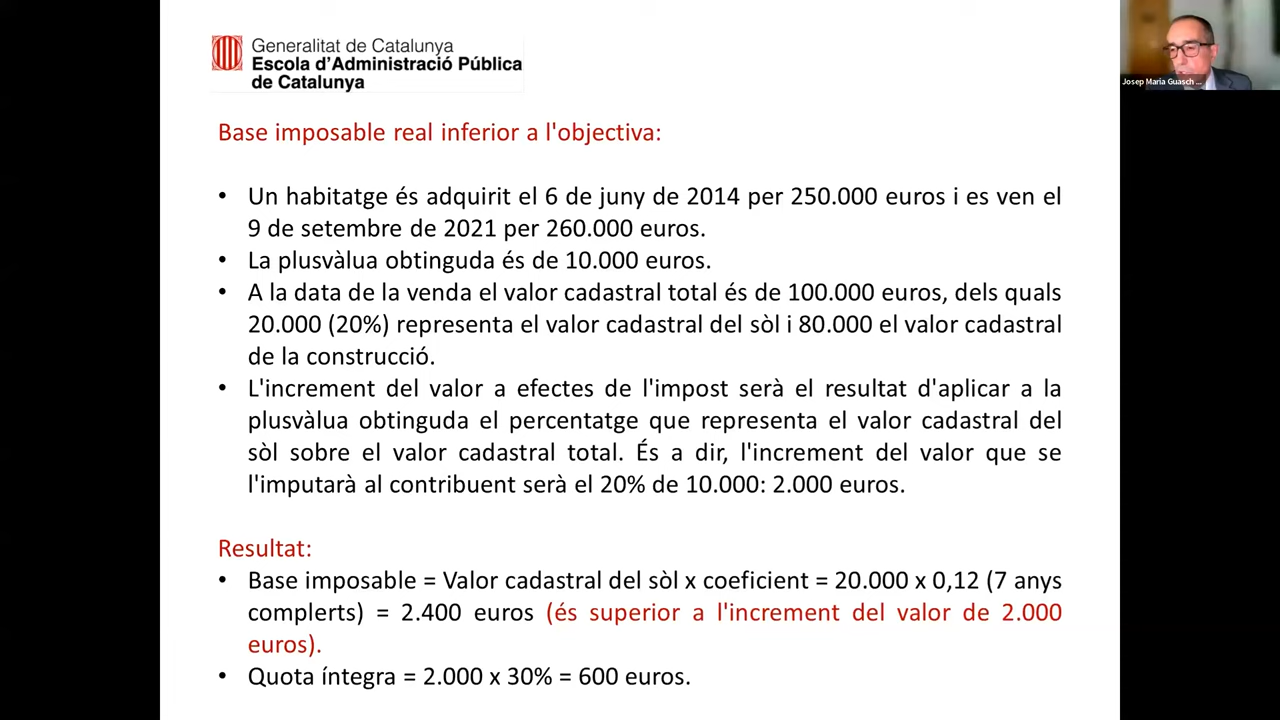 Generalitat de Catalunya
Escola d'Administració Pública
de Catalunya
Josep Maria Guasch ...
Base imposable real inferior a l'objectiva:
• Un habitatge és adquirit el 6 de juny de 2014 per 250.000 euros i es ven el
9 de setembre de 2021 per 260.000 euros.
• La plusvàlua obtinguda és de 10.000 euros.
• A la data de la venda el valor cadastral total és de 100.000 euros, dels quals
20.000 (20%) representa el valor cadastral del sòl i 80.000 el valor cadastral
de la construcció.
• L'increment del valor a efectes de l'impost serà el resultat d'aplicar a la
plusvàlua obtinguda el percentatge que representa el valor cadastral del
sòl sobre el valor cadastral total. És a dir, l'increment del valor que se
l'imputarà al contribuent serà el 20% de 10.000: 2.000 euros.
Resultat:
• Base imposable = Valor cadastral del sòl x coeficient = 20.000 x 0,12 (7 anys
complerts) = 2.400 euros (és superior a l'increment del valor de 2.000
euros).
• Quota íntegra = 2.000 x 30% = 600 euros.